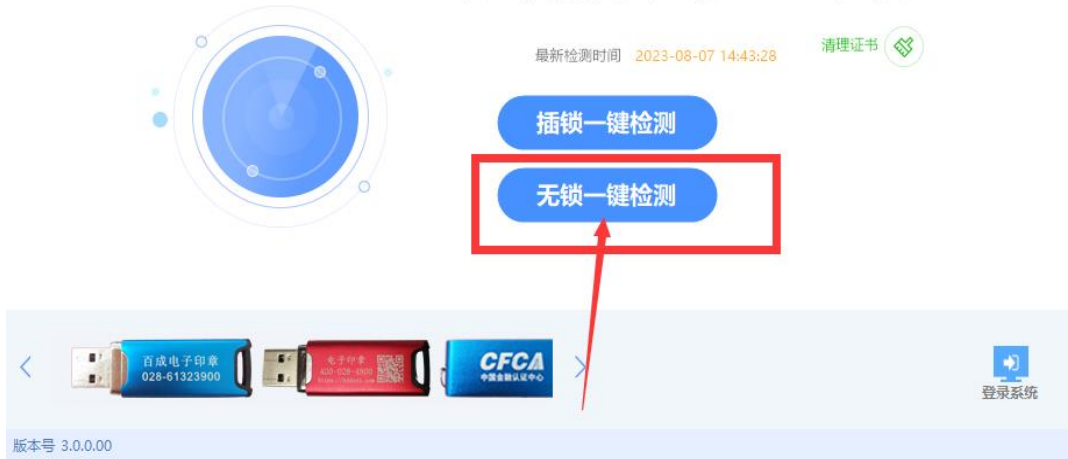 最新检测时间 2023-08-07 14:43:28
清理证书
插锁一键检测
无锁一键检测
百成电子印章
028-61323900
电子印章
400-028-4800
CFCA
中国金融认证中心
登录系统
版本号 3.0.0.00